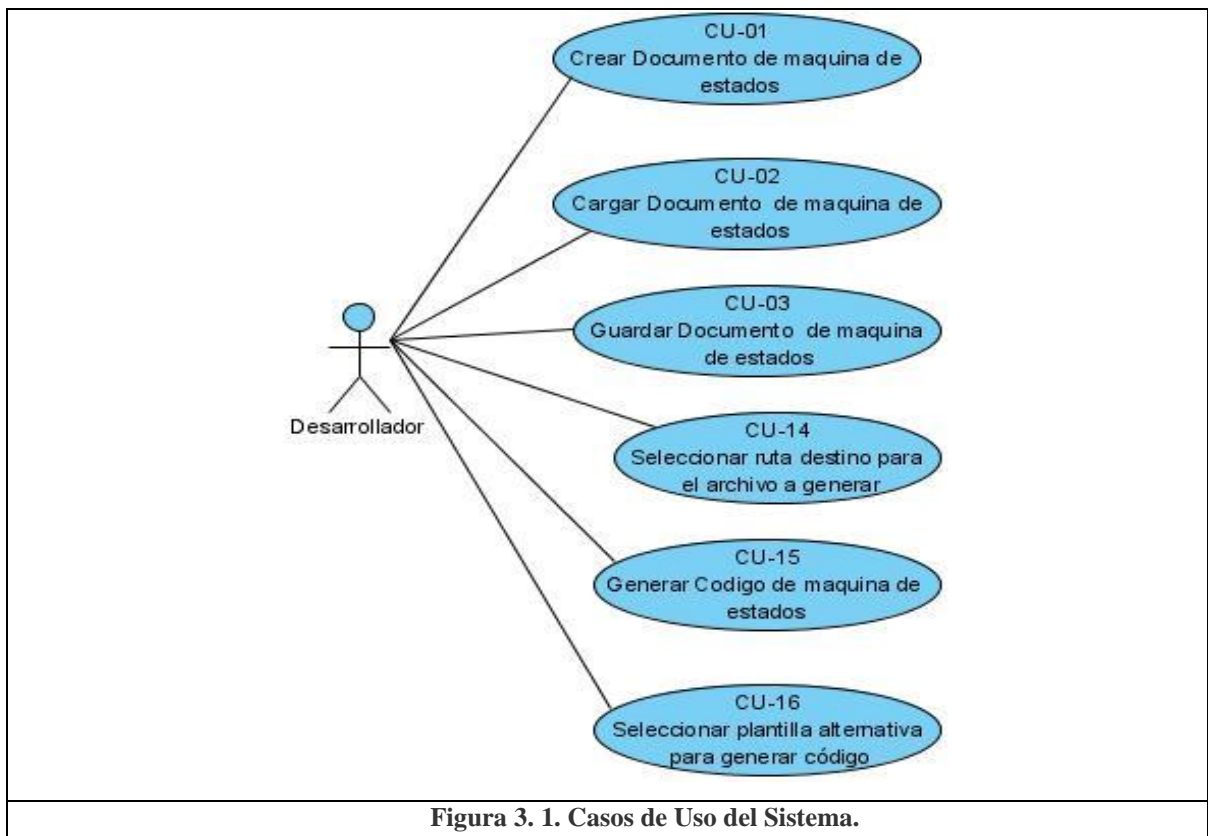 CU-01
Crear Documento de maquina de
estados
CU-02
Cargar Documento de maquina de
estados
CU-03
Guardar Documento de maquina
de estados
Desarrollador
CU-14
Seleccionar ruta destino para
el archivo a generar
CU-15
Generar Codigo de maquina de
estados
CU-16
Seleccionar plantilla alternativa
para generar código
Figura 3. 1. Casos de Uso del Sistema.